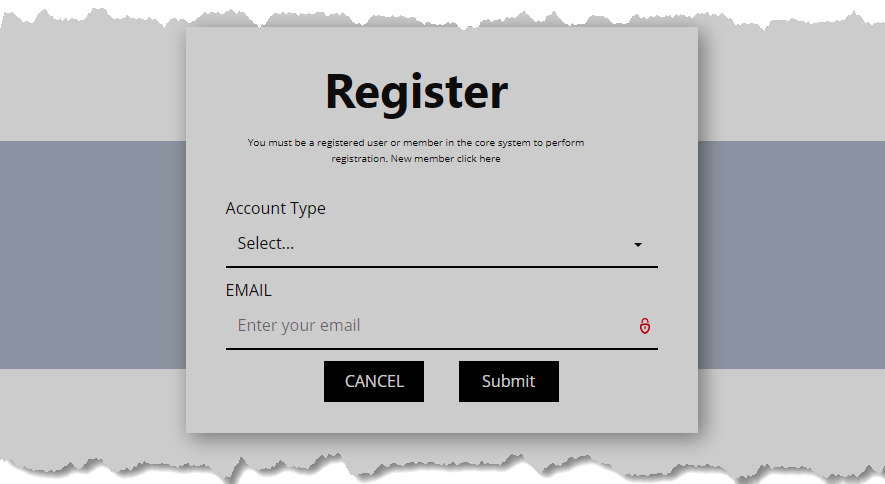 Register
You must be a registered user or member in the core system to perform
registration. New member click here
Account Type
Select...
EMAIL
Enter your email
CANCEL Submit